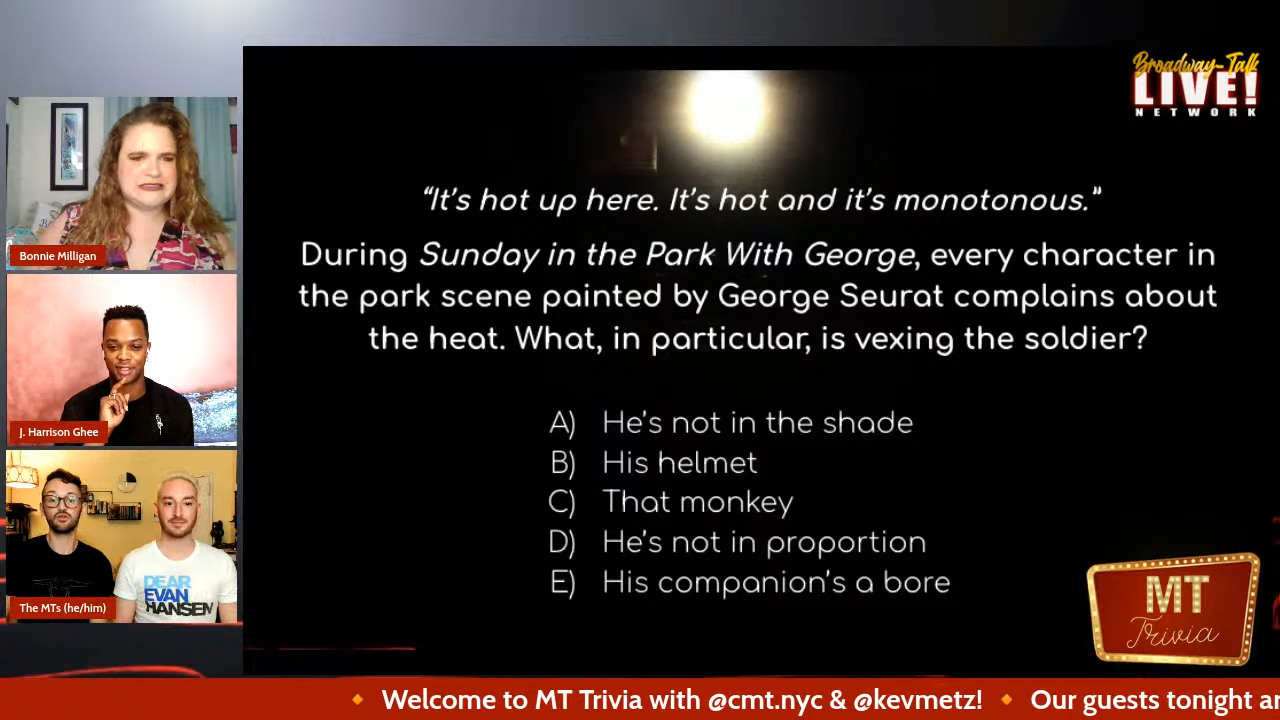 Broadway-Talk
LIVE!
NETWORK
"It's hot up here. It's hot and it's monotonous."
During Sunday in the Park With George, every character in
the park scene painted by George Seurat complains about
the heat. What, in particular, is vexing the soldier?
A) He's not in the shade
B) His helmet
C) That monkey
D) He's not in proportion
E) His companion's a bore
Bonnie Milligan
J. Harrison Ghee
DEAR
EVAN
HANSEN
The MTs (he/him)
MT
Trivia
🔸 Welcome to MT Trivia with @cmt.nyc & @kevmetz! 🔸 Our guests tonight